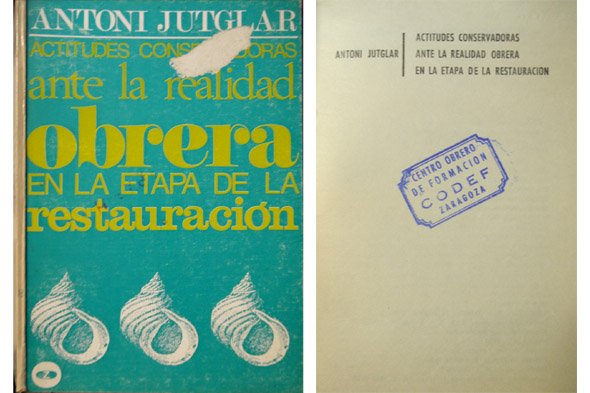 ANTONI JUTGLAR
ACTITUDES CONSERVADORAS
ante la realidad
obrera
EN LA ETAPA DE LA
restauración
ANTONI JUTGLAR
ACTITUDES CONSERVADORAS
ANTE LA REALIDAD OBRERA
EN LA ETAPA DE LA RESTAURACION
CENTRO OBRERO
DE FORMACION
CODEF
ZARAGOZA